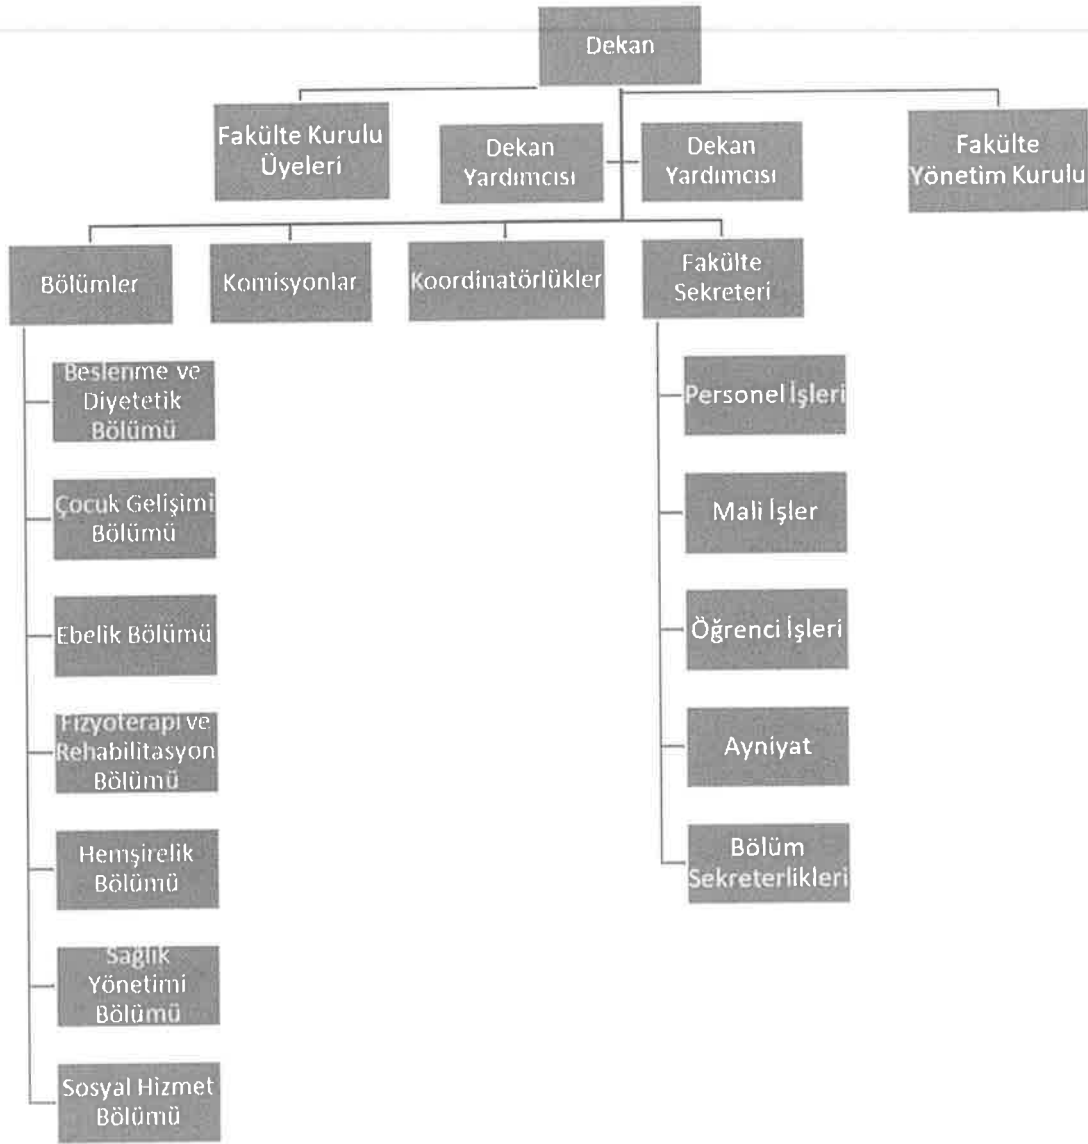 Dekan
Fakülte Kurulu
Üyeleri
Dekan
Yardımcısı
Dekan
Yardımcısı
Fakülte
Yönetim Kurulu
Bölümler
Komisyonlar
Koordinatörlükler
Fakülte
Sekreteri
Beslenme ve
Diyetetik
Bölümü
Çocuk Gelişimi
Bölümü
Ebelik Bölümü
Fizyoterapi ve
Rehabilitasyon
Bölümü
Hemşirelik
Bölümü
Sağlık
Yönetimi
Bölümü
Sosyal Hizmet
Bölümü
Personel İşleri
Mali İşler
Öğrenci İşleri
Ayniyat
Bölüm
Sekreterlikleri